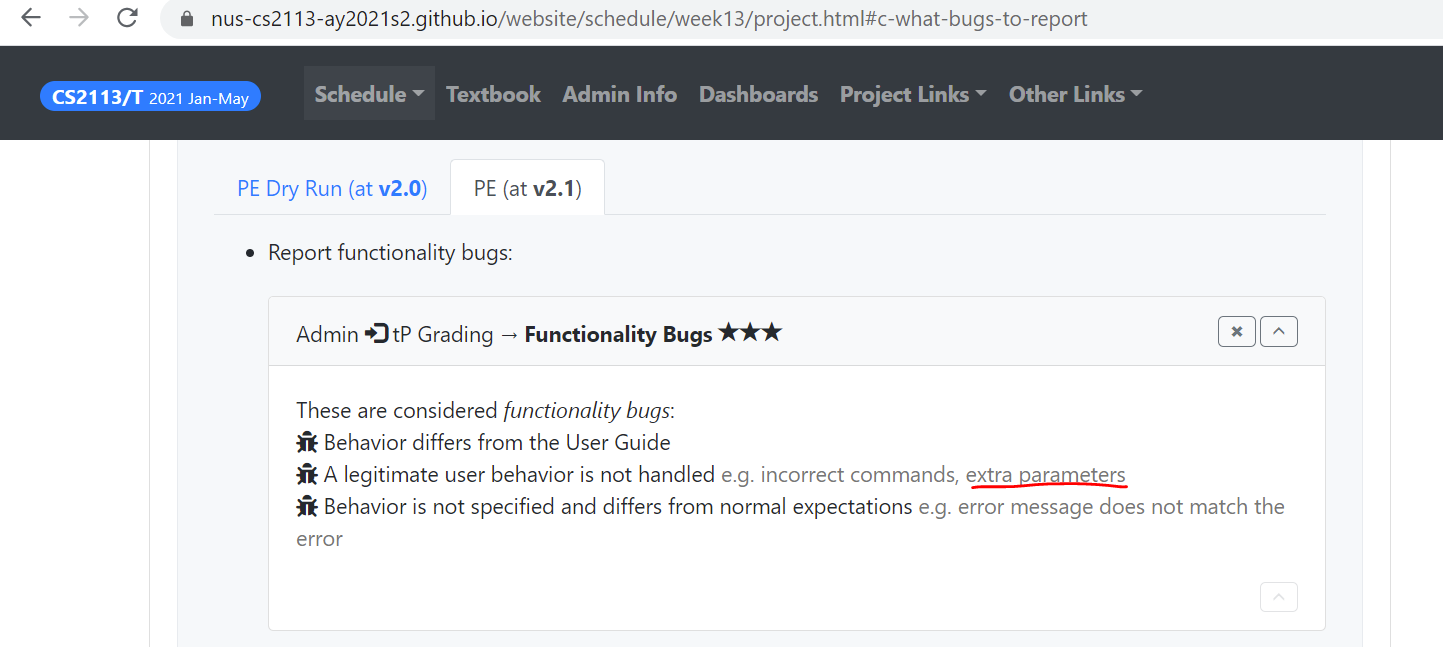 nus-cs2113-ay2021s2.github.io/website/schedule/week13/project.html#c-what-bugs-to-report
CS2113/T 2021 Jan-May Schedule Textbook Admin Info Dashboards Project Links Other Links
PE Dry Run (at v2.0) PE (at v2.1)
• Report functionality bugs:
Admin tP Grading → Functionality Bugs ★★★
These are considered functionality bugs:
Behavior differs from the User Guide
A legitimate user behavior is not handled e.g. incorrect commands, extra parameters
Behavior is not specified and differs from normal expectations e.g. error message does not match the
error